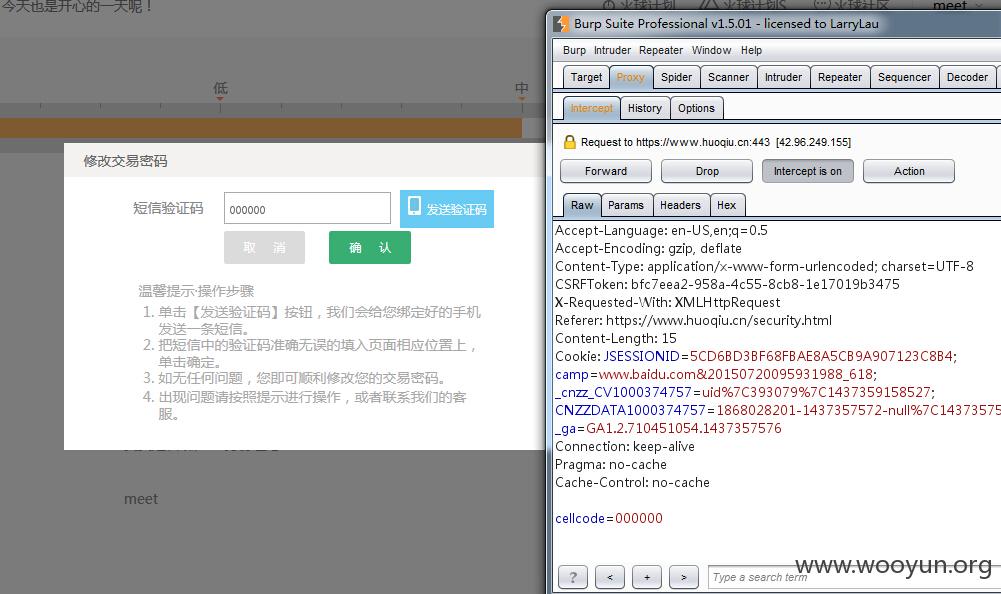 今天也是开心的一天呢！
火球计划
火球计划S
火球社区
meet
低
中
修改交易密码
短信验证码
000000
发送验证码
取 消
确 认
温馨提示·操作步骤
1. 单击【发送验证码】按钮，我们会给您绑定好的手机
发送一条短信。
2. 把短信中的验证码准确无误的填入页面相应位置上，
单击确定。
3. 如无任何问题，您即可顺利修改您的交易密码。
4. 出现问题请按照提示进行操作，或者联系我们的客
服。
meet
Burp Suite Professional v1.5.01 - licensed to LarryLau
Burp Intruder Repeater Window Help
Target Proxy Spider Scanner Intruder Repeater Sequencer Decoder
Intercept History Options
Request to https://www.huoqiu.cn:443 [42.96.249.155]
Forward Drop Intercept is on Action
Raw Params Headers Hex
Accept-Language: en-US,en;q=0.5
Accept-Encoding: gzip, deflate
Content-Type: application/x-www-form-urlencoded; charset=UTF-8
CSRFToken: bfc7eea2-958a-4c55-8cb8-1e17019b3475
X-Requested-With: XMLHttpRequest
Referer: https://www.huoqiu.cn/security.html
Content-Length: 15
Cookie: JSESSIONID=5CD6BD3BF68FBAE8A5CB9A907123C8B4;
camp=www.baidu.com&20150720095931988_618;
_cnzz_CV1000374757=uid%7C393079%7C1437359158527;
CNZZDATA1000374757=1868028201-1437357572-null%7C14373575
_ga=GA1.2.710451054.1437357576
Connection: keep-alive
Pragma: no-cache
Cache-Control: no-cache
cellcode=000000
? < + > Type a search term
www.wooyun.org